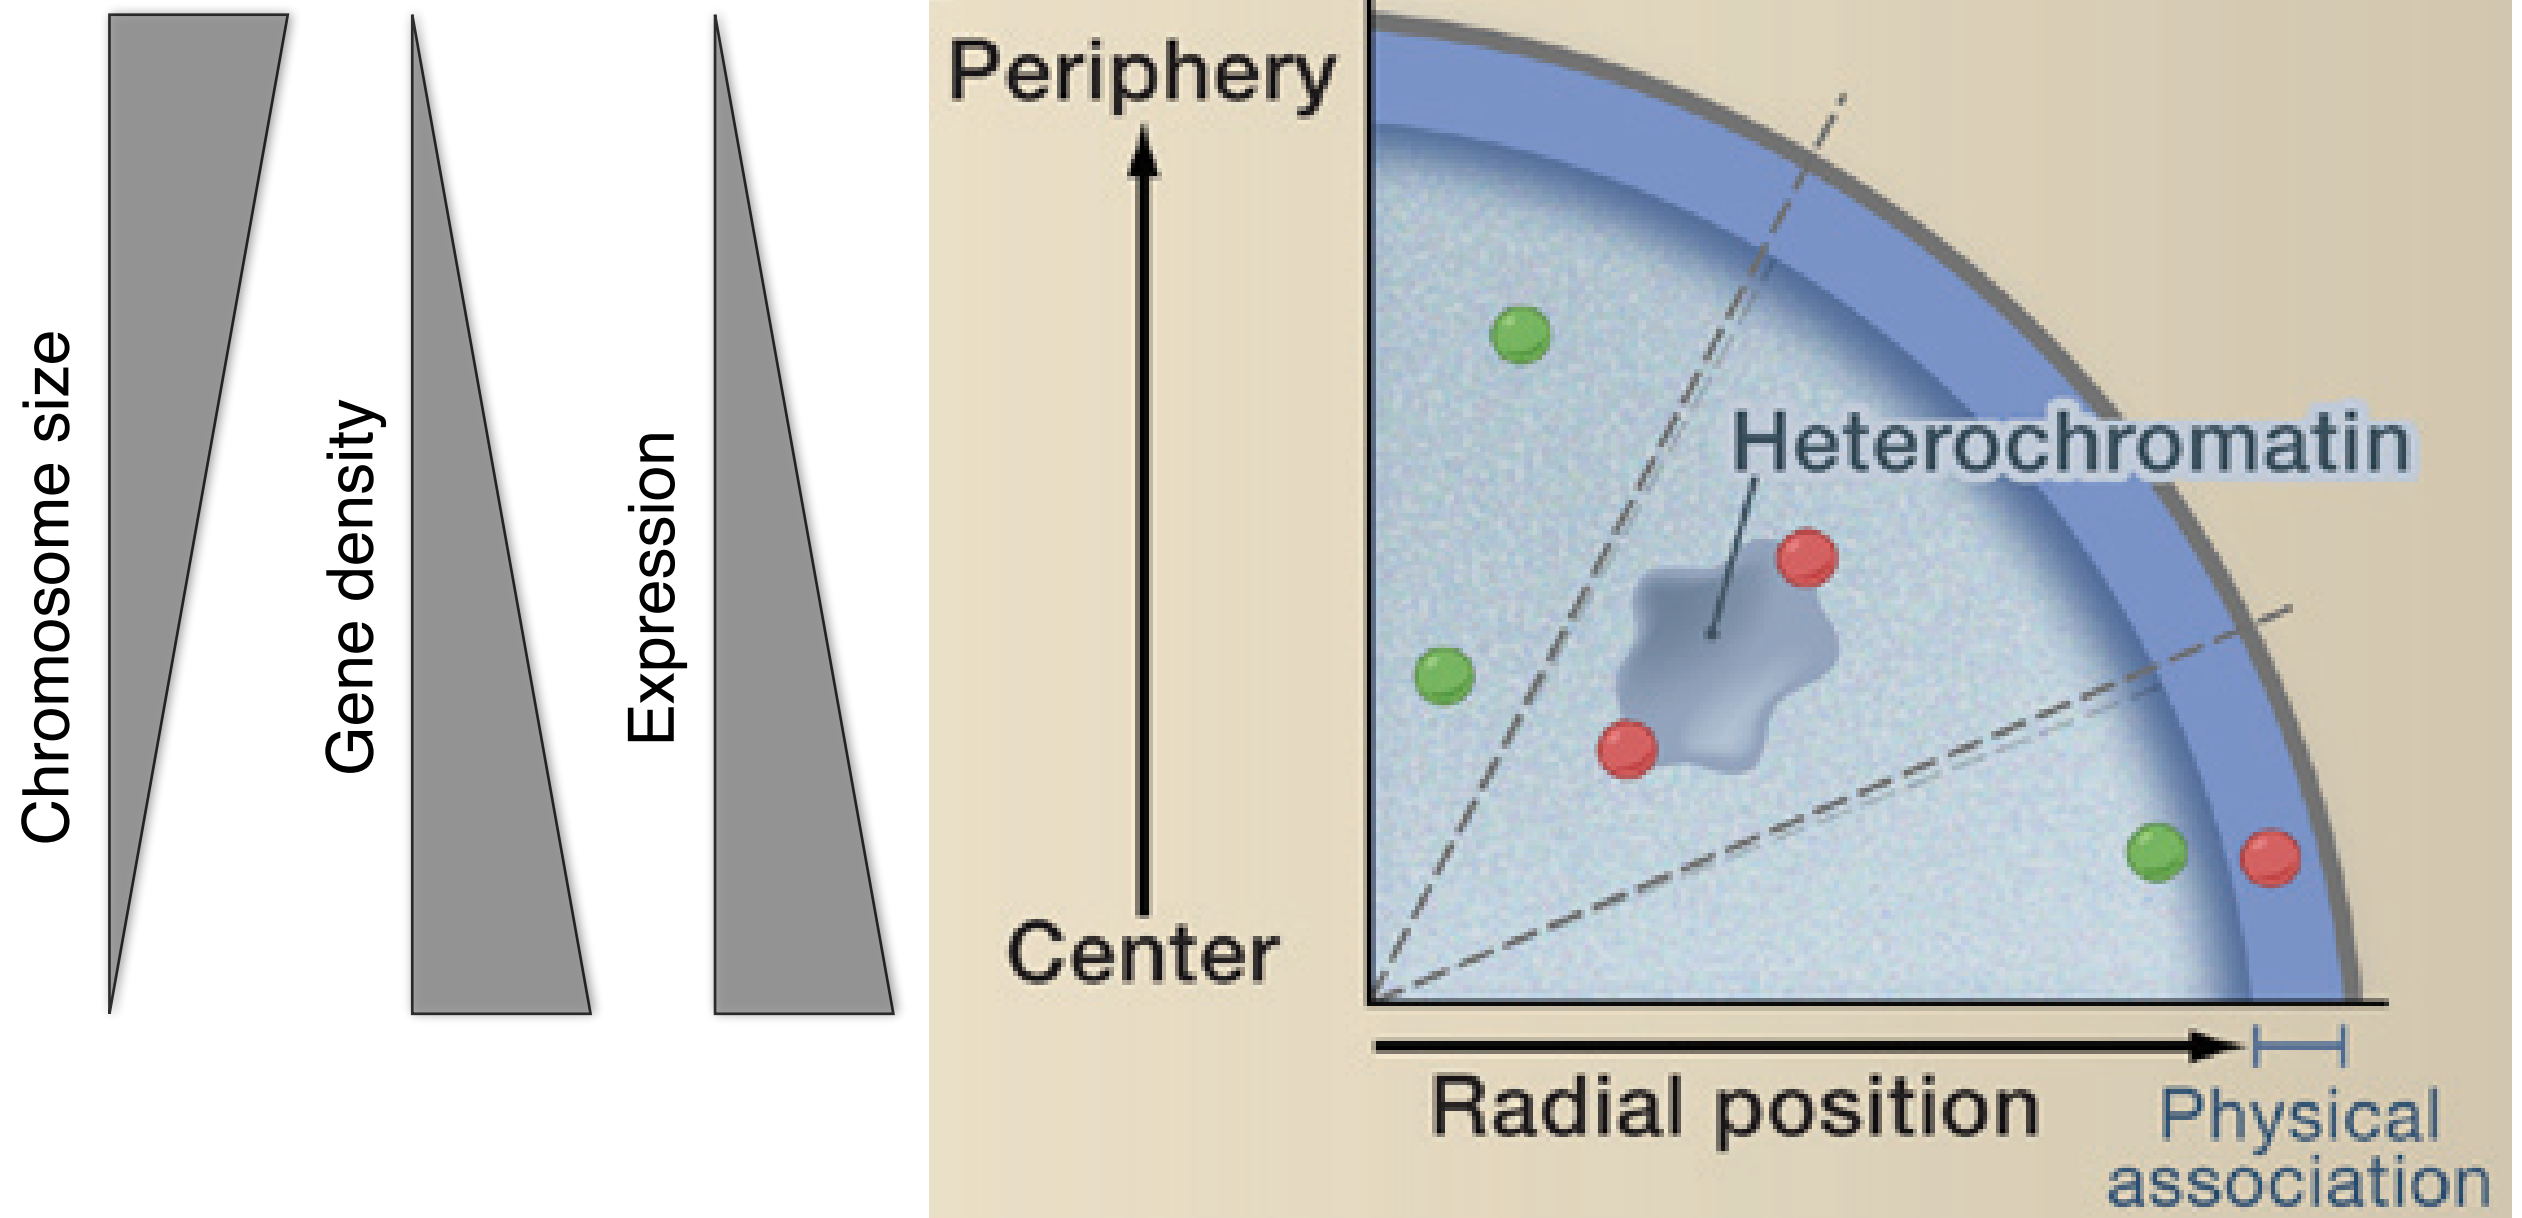 Chromosome size
Gene density
Expression
Periphery
Center
Heterochromatin
Radial position
Physical
association